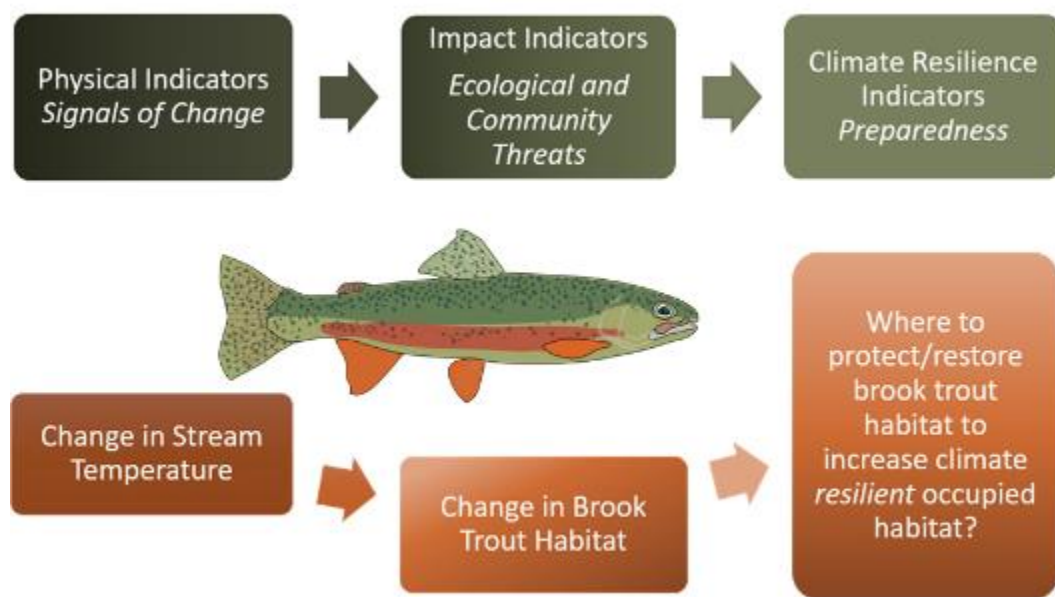 Physical Indicators
Signals of Change
Impact Indicators
Ecological and
Community
Threats
Climate Resilience
Indicators
Preparedness
Change in Stream
Temperature
Change in Brook
Trout Habitat
Where to
protect/restore
brook trout
habitat to
increase climate
resilient occupied
habitat?